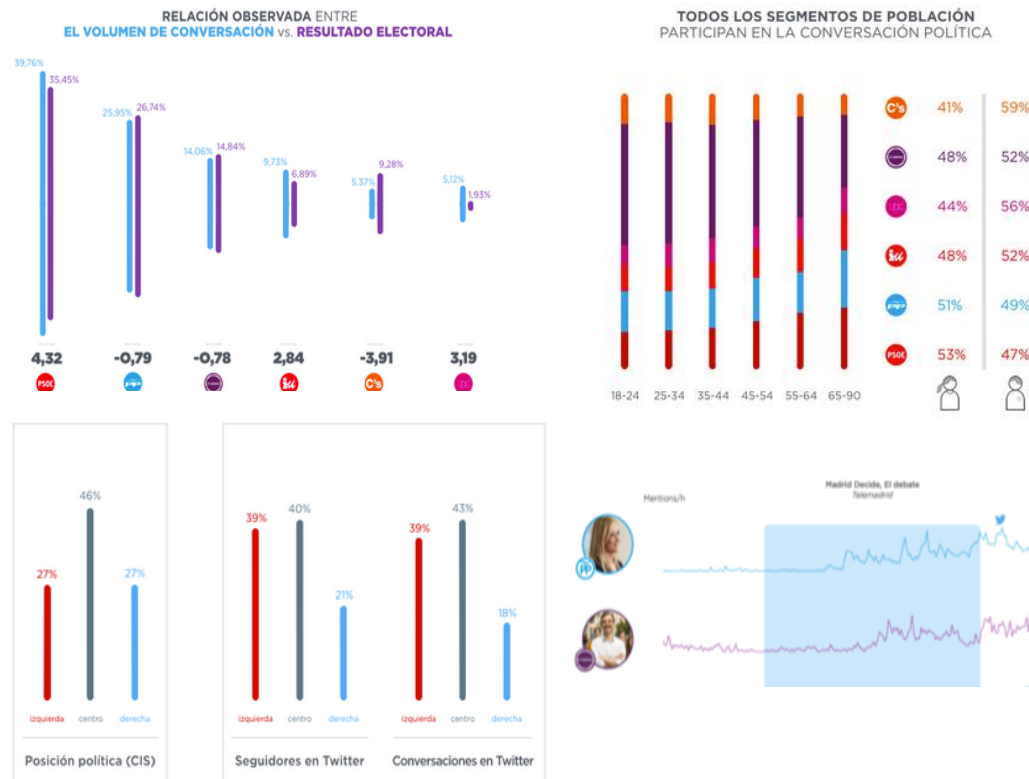 RELACIÓN OBSERVADA ENTRE
EL VOLUMEN DE CONVERSACIÓN vs. RESULTADO ELECTORAL
39,76%
35,45%
25,95%
26,74%
14,06%
14,84%
9,73%
6,89%
5,37%
9,28%
5,12%
1,93%
4,32
-0,79
-0,78
2,84
-3,91
3,19
PSOE
pp
iu
C's
TODOS LOS SEGMENTOS DE POBLACIÓN
PARTICIPAN EN LA CONVERSACIÓN POLÍTICA
C's 41% 59%
48% 52%
44% 56%
iu 48% 52%
pp 51% 49%
PSOE 53% 47%
18-24 25-34 35-44 45-54 55-64 65-90
27%
46%
27%
izquierda centro derecha
Posición política (CIS)
39%
40%
21%
izquierda centro derecha
Seguidores en Twitter
39%
43%
18%
izquierda centro derecha
Conversaciones en Twitter
Mentions/h
Madrid Decide, El debate
Telemadrid
pp